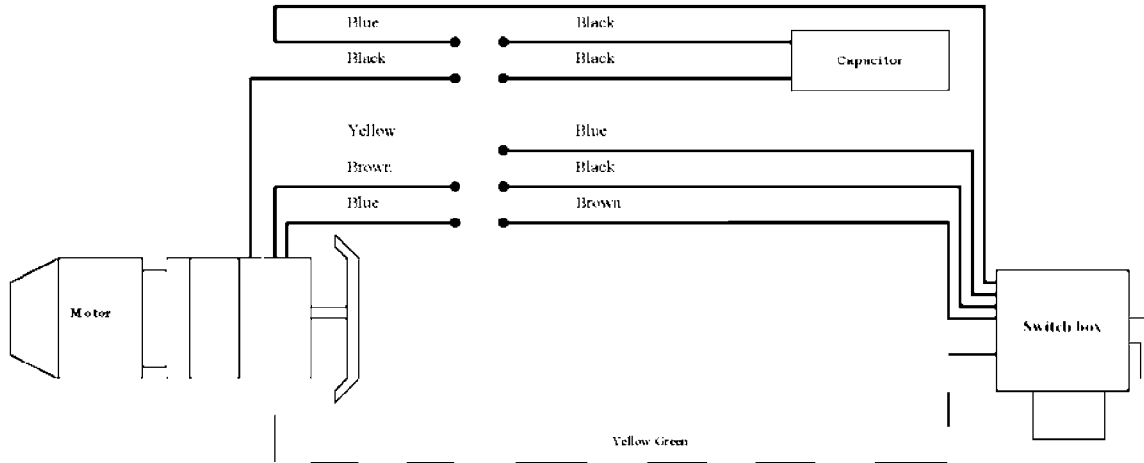 Blue Black
Black Black
Capacitor
Yellow Blue
Brown Black
Blue Brown
Motor
Switch box
Yellow Green